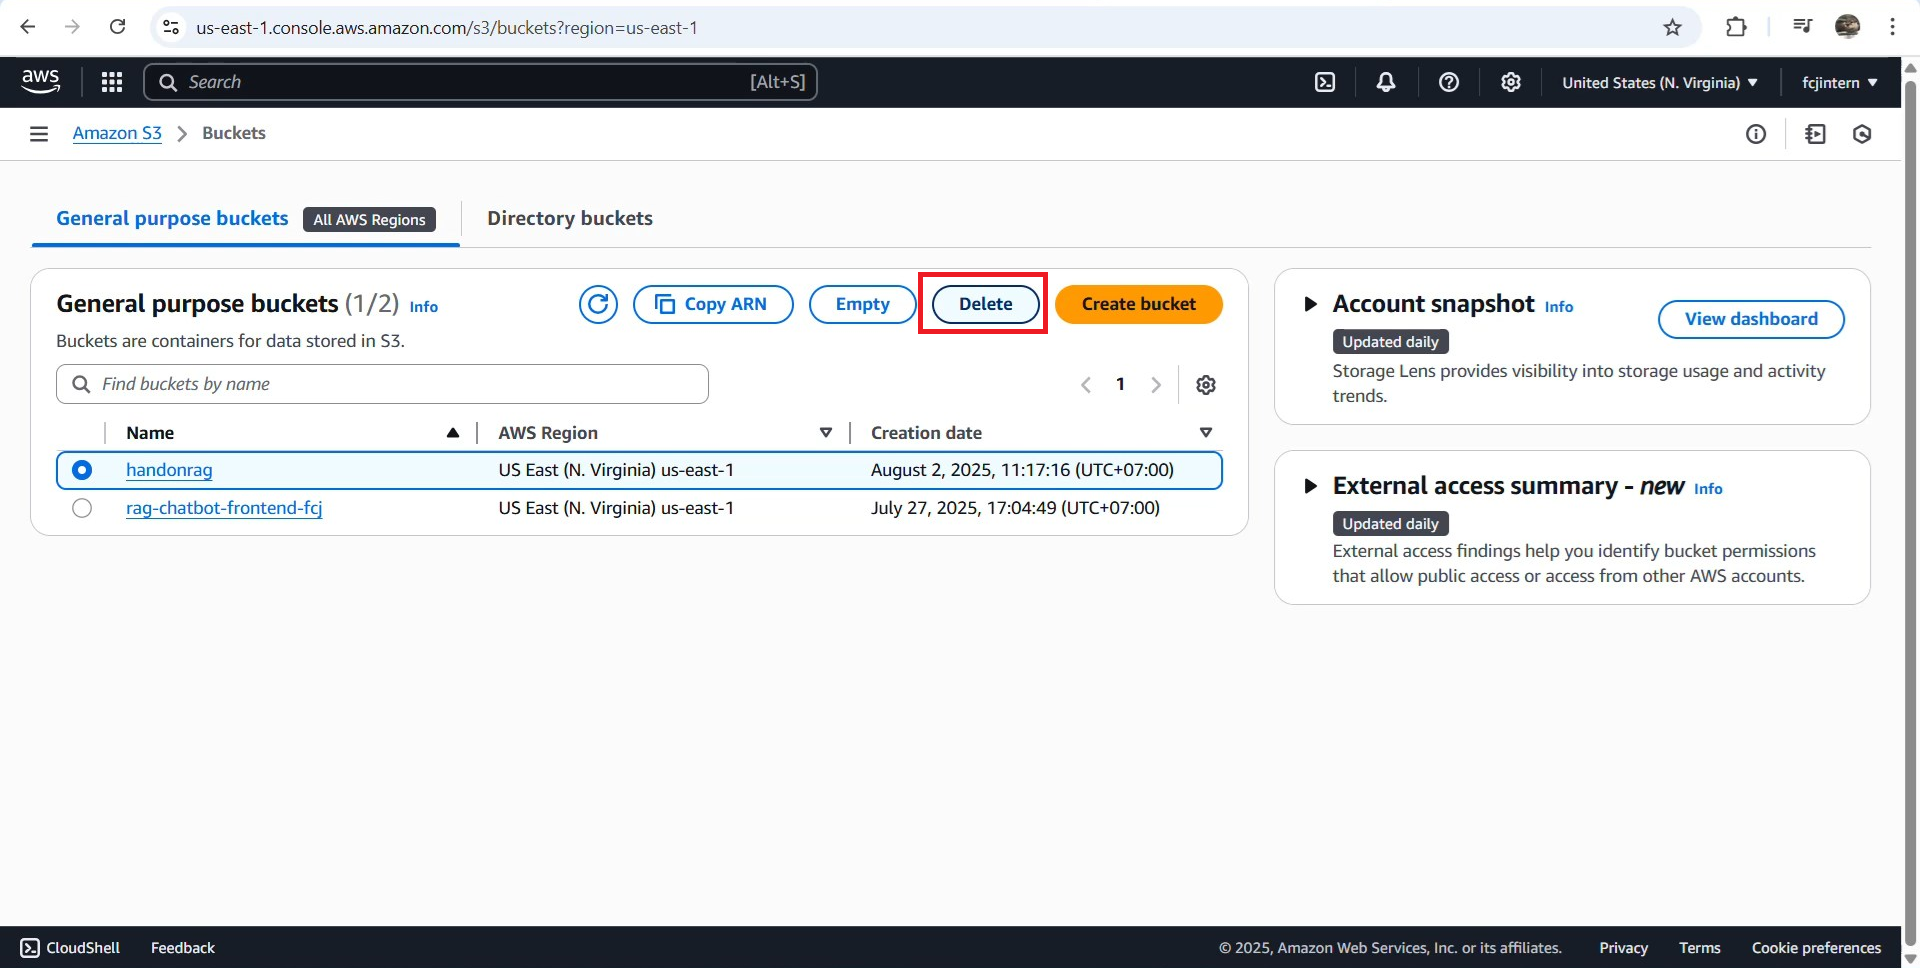 us-east-1.console.aws.amazon.com/s3/buckets?region=us-east-1
aws
Search [Alt+S]
United States (N. Virginia) ▼
fcjintern ▼
Amazon S3 > Buckets
General purpose buckets All AWS Regions
Directory buckets
General purpose buckets (1/2) Info
Copy ARN
Empty
Delete
Create bucket
Buckets are containers for data stored in S3.
Find buckets by name
1
Name AWS Region Creation date
handonrag US East (N. Virginia) us-east-1 August 2, 2025, 11:17:16 (UTC+07:00)
rag-chatbot-frontend-fcj US East (N. Virginia) us-east-1 July 27, 2025, 17:04:49 (UTC+07:00)
Account snapshot Info
View dashboard
Updated daily
Storage Lens provides visibility into storage usage and activity
trends.
External access summary - new Info
Updated daily
External access findings help you identify bucket permissions
that allow public access or access from other AWS accounts.
CloudShell Feedback
© 2025, Amazon Web Services, Inc. or its affiliates. Privacy Terms Cookie preferences